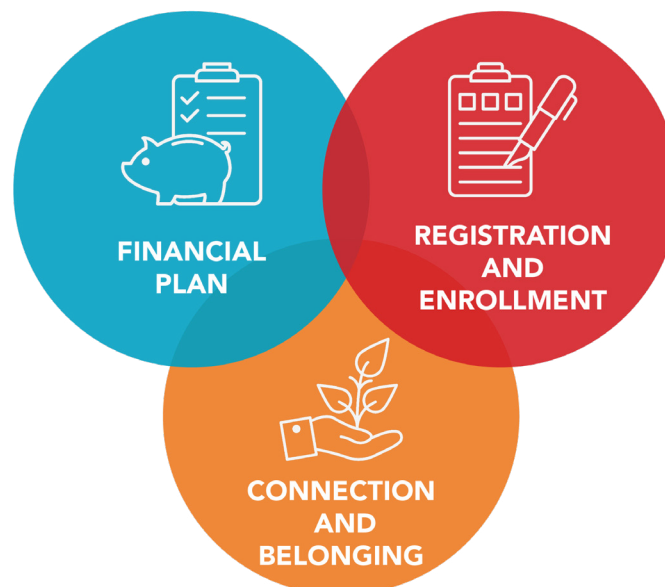 FINANCIAL
PLAN
REGISTRATION
AND
ENROLLMENT
CONNECTION
AND
BELONGING